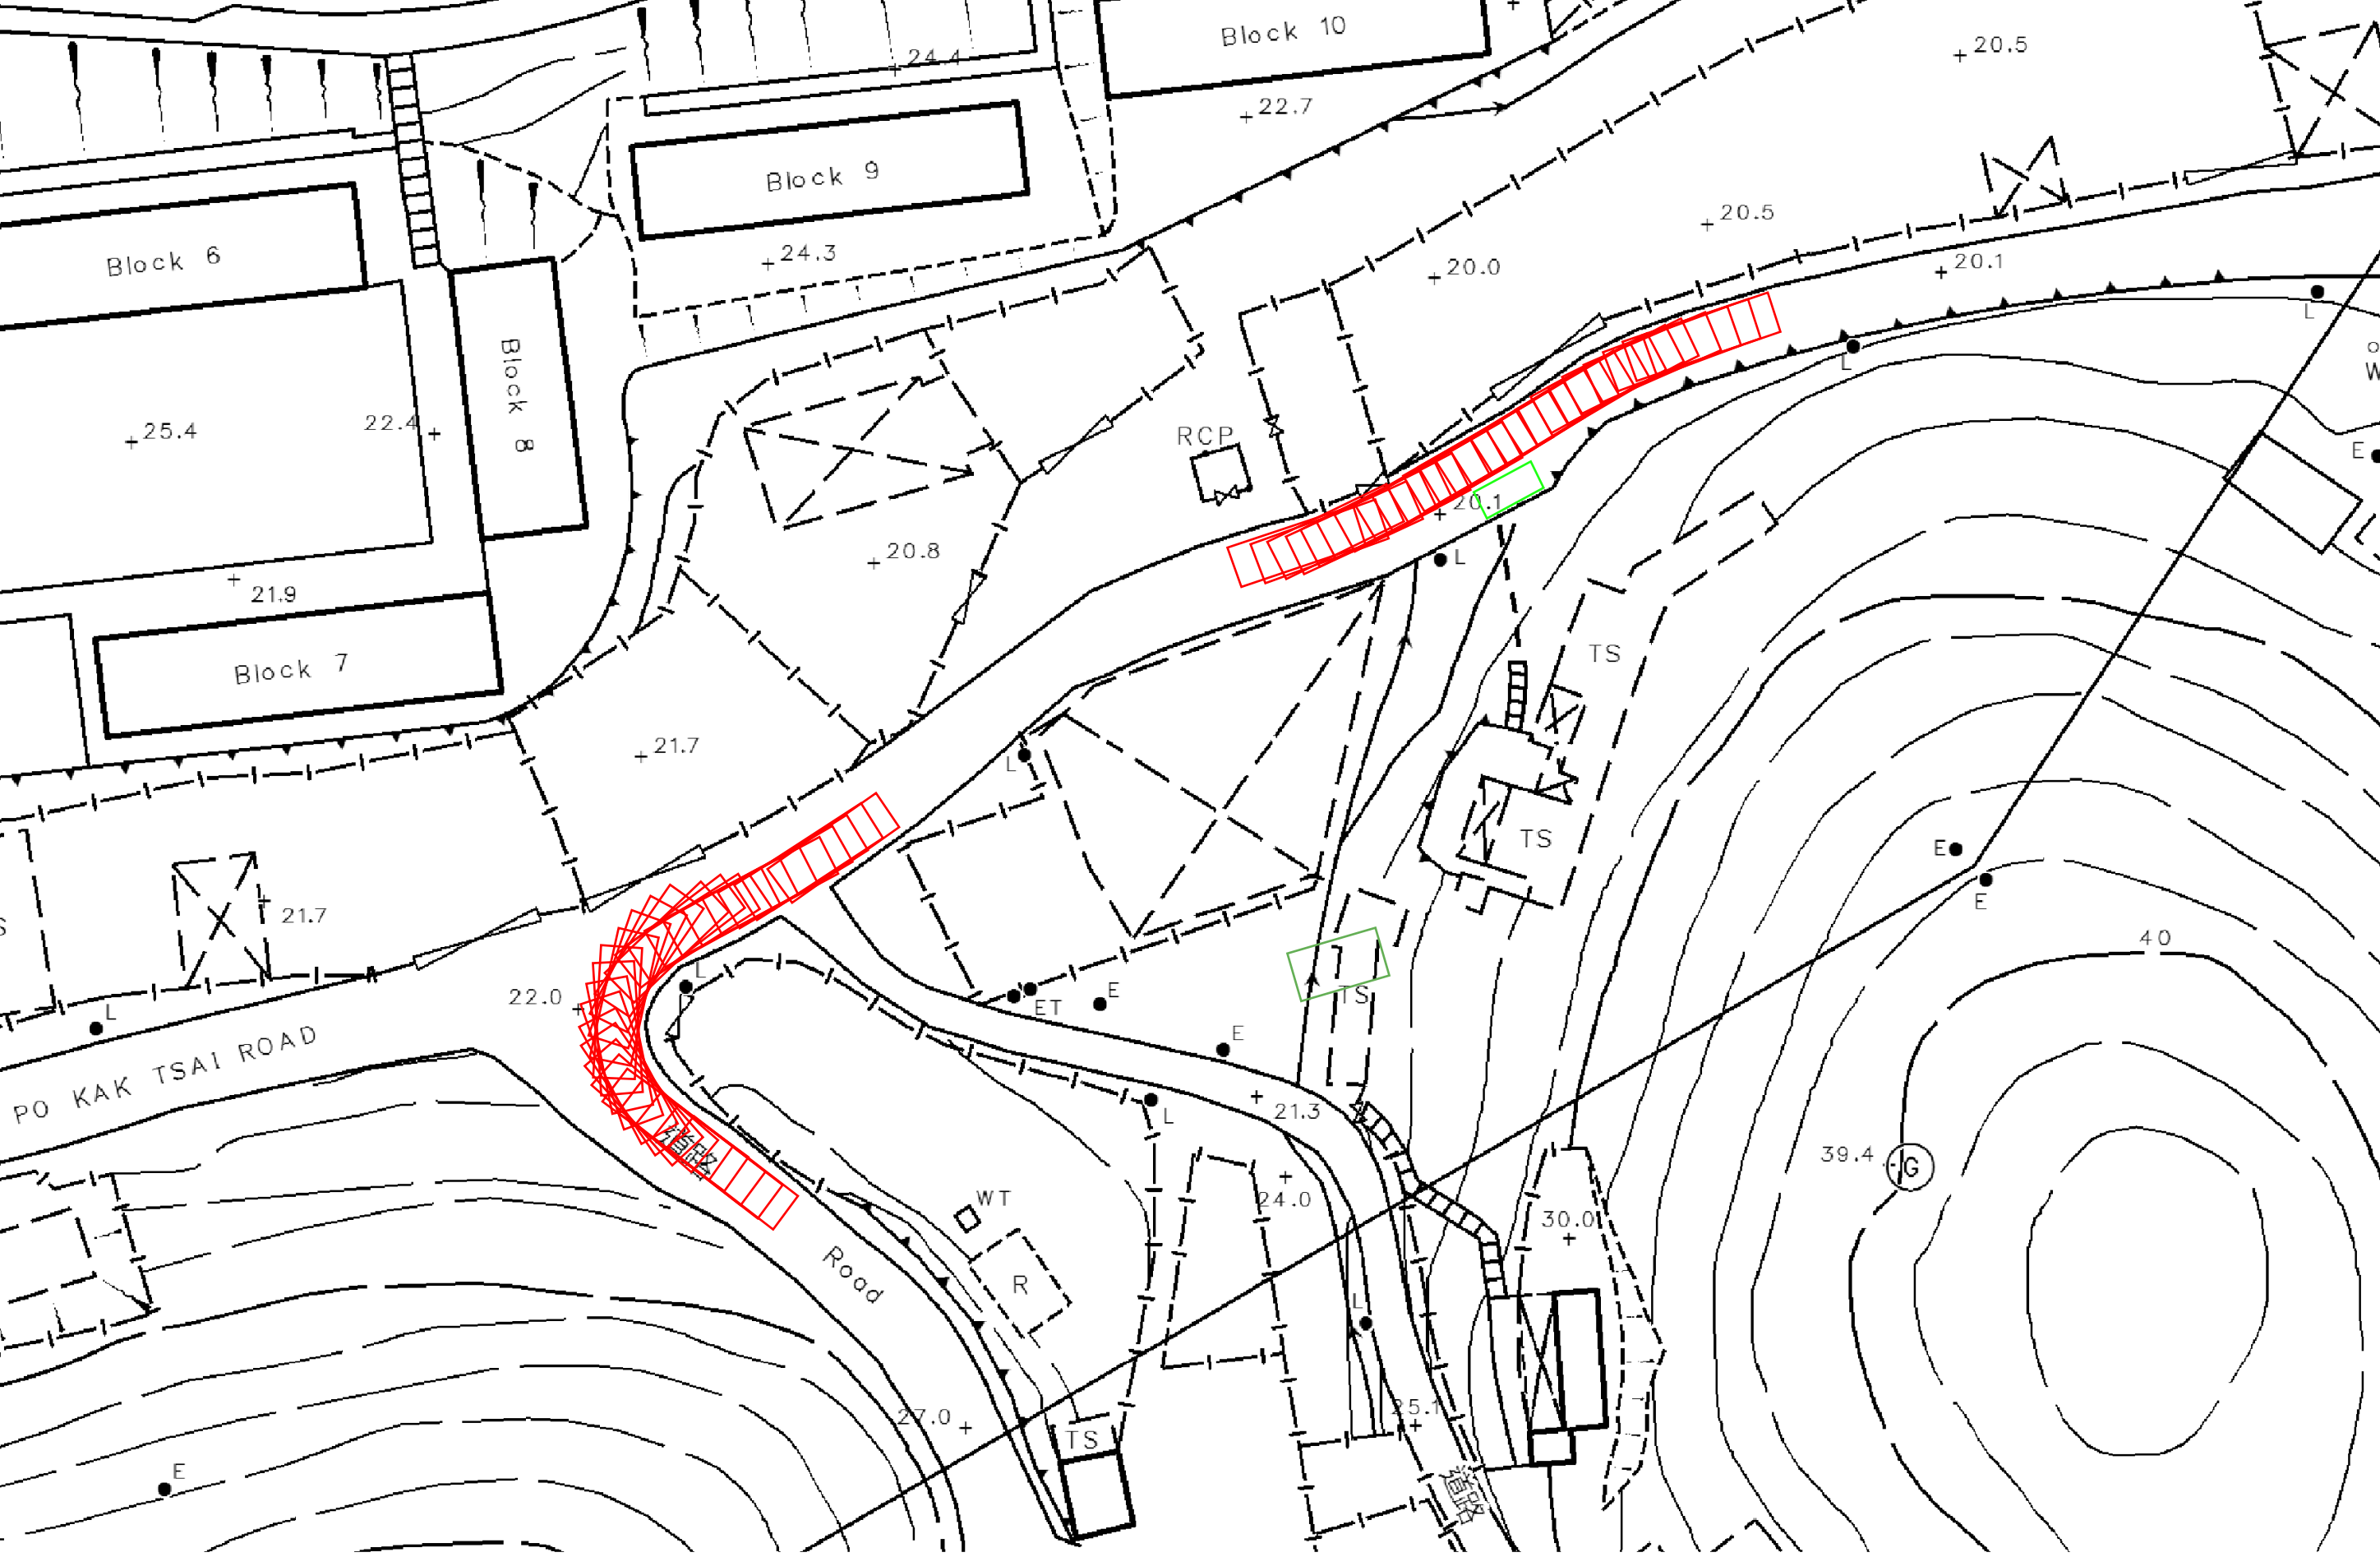 Block 10
20.5
24.4
22.7
Block 9
20.5
24.3
20.0
20.1
Block 6
L
Block 8
L
25.4
22.4
RCP
E
20.1
20.8
L
21.9
TS
Block 7
21.7
L
TS
E
21.7
E
40
L
22.0
TS
E
ET
L
E
PO KAK TSAI ROAD
21.3
L
道路
39.4
G
24.0
WT
30.0
Road
R
L
25.1
27.0
TS
E
道路